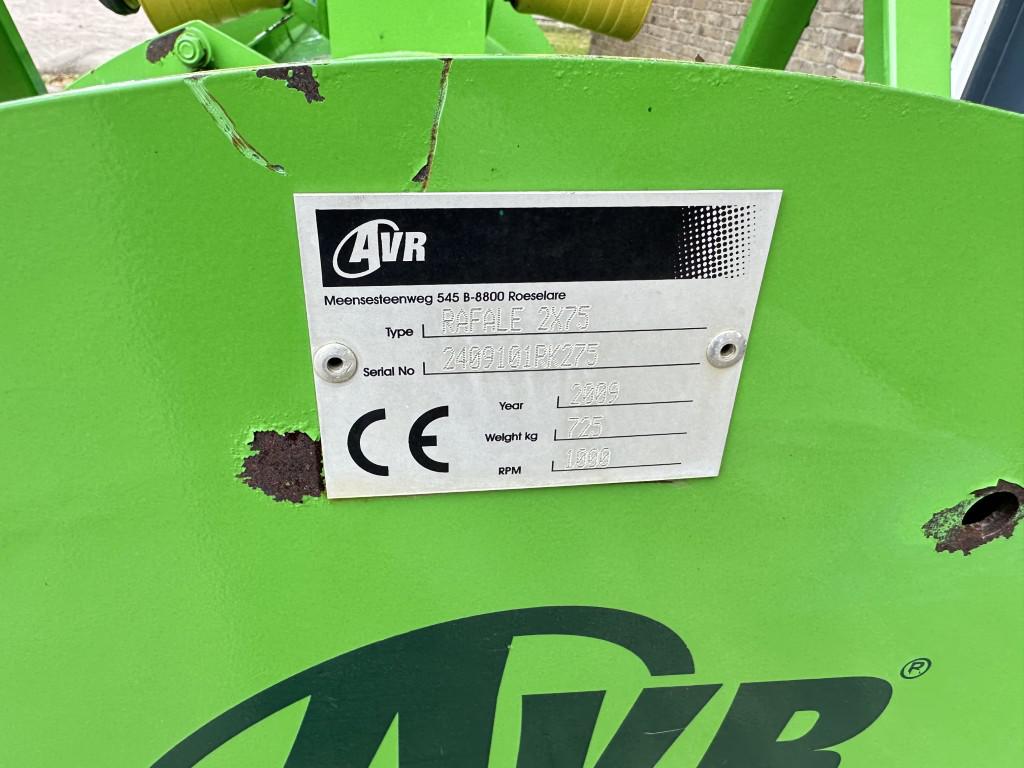 AVR
Meensesteenweg 545 B-8800 Roeselare
Type RAFALE 2X75
Serial No 2409101RK275
Year 2009
Weight kg 725
RPM 1000
CE
AVR ®